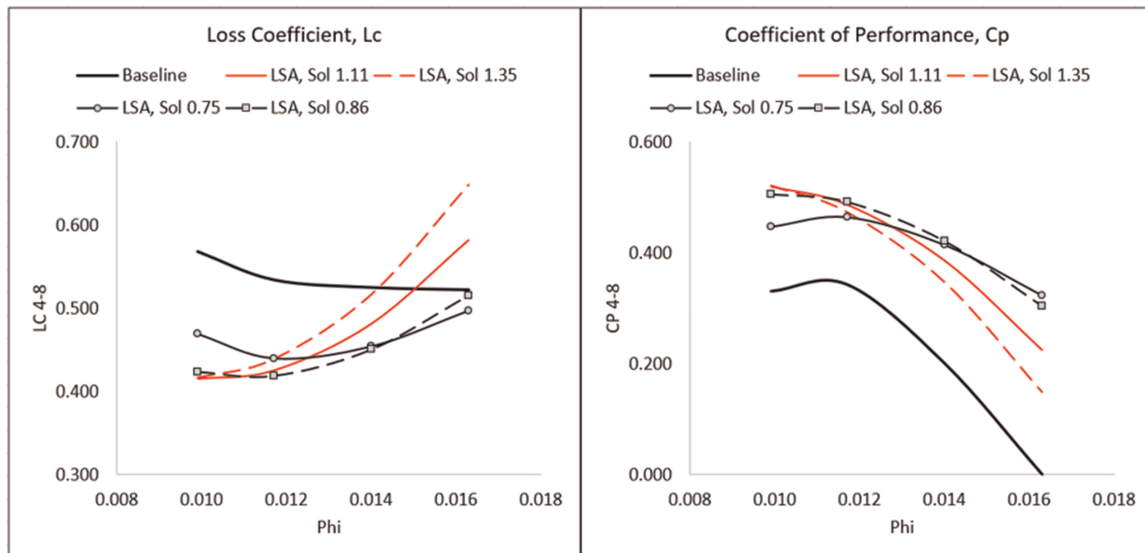 Loss Coefficient, Lc
Baseline LSA, Sol 1.11 LSA, Sol 1.35
LSA, Sol 0.75 LSA, Sol 0.86
0.700
0.600
0.500
0.400
0.300
LC 4-8
0.008 0.010 0.012 0.014 0.016 0.018
Phi
Coefficient of Performance, Cp
Baseline LSA, Sol 1.11 LSA, Sol 1.35
LSA, Sol 0.75 LSA, Sol 0.86
0.600
0.400
0.200
0.000
CP 4-8
0.008 0.010 0.012 0.014 0.016 0.018
Phi